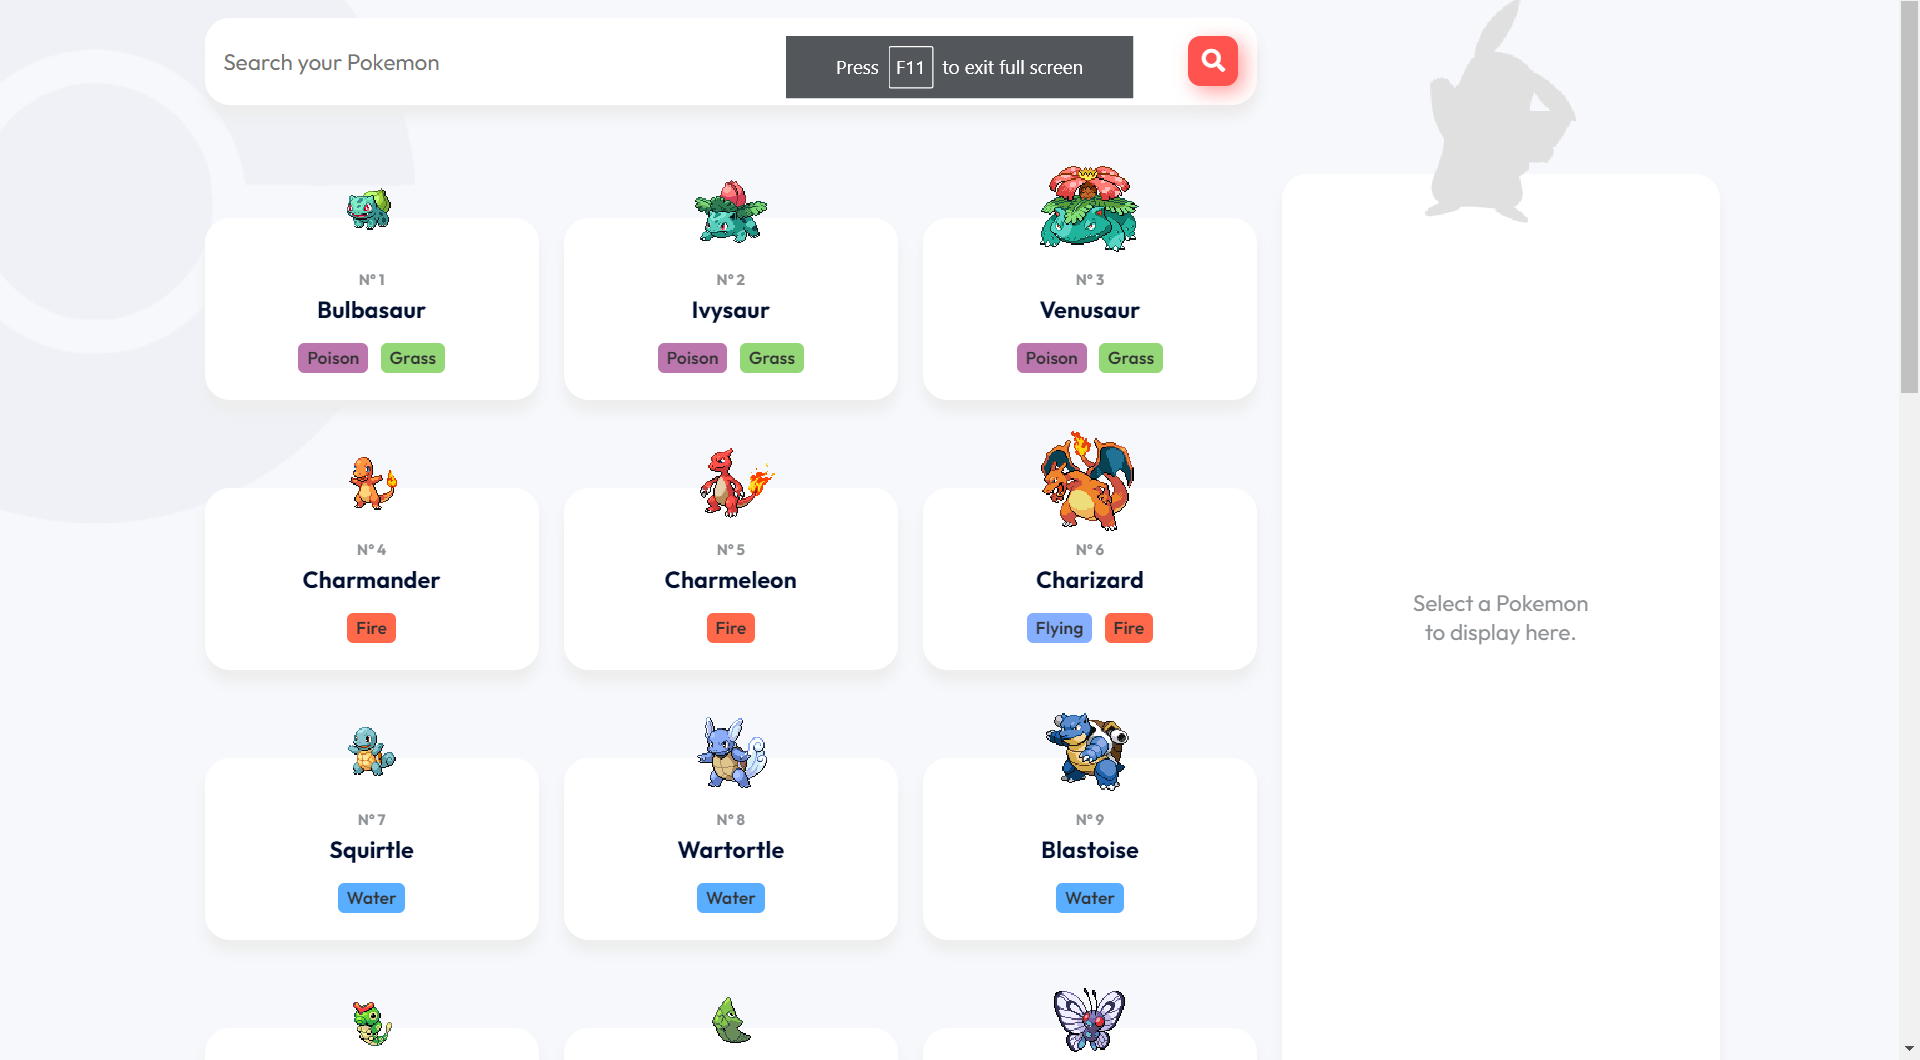 Search your Pokemon
Press F11 to exit full screen
N° 1
Bulbasaur
Poison Grass
N° 2
Ivysaur
Poison Grass
N° 3
Venusaur
Poison Grass
N° 4
Charmander
Fire
N° 5
Charmeleon
Fire
N° 6
Charizard
Flying Fire
N° 7
Squirtle
Water
N° 8
Wartortle
Water
N° 9
Blastoise
Water
Select a Pokemon
to display here.